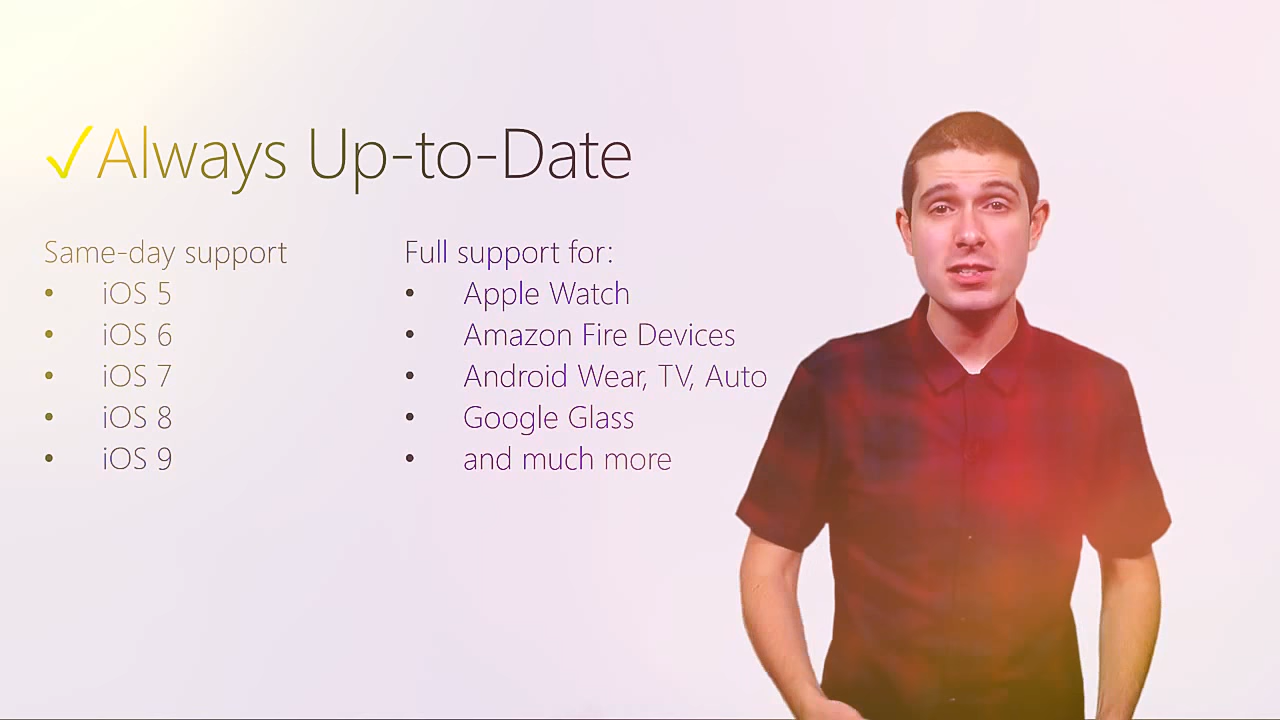 ✓Always Up-to-Date
Same-day support
• iOS 5
• iOS 6
• iOS 7
• iOS 8
• iOS 9
Full support for:
• Apple Watch
• Amazon Fire Devices
• Android Wear, TV, Auto
• Google Glass
• and much more